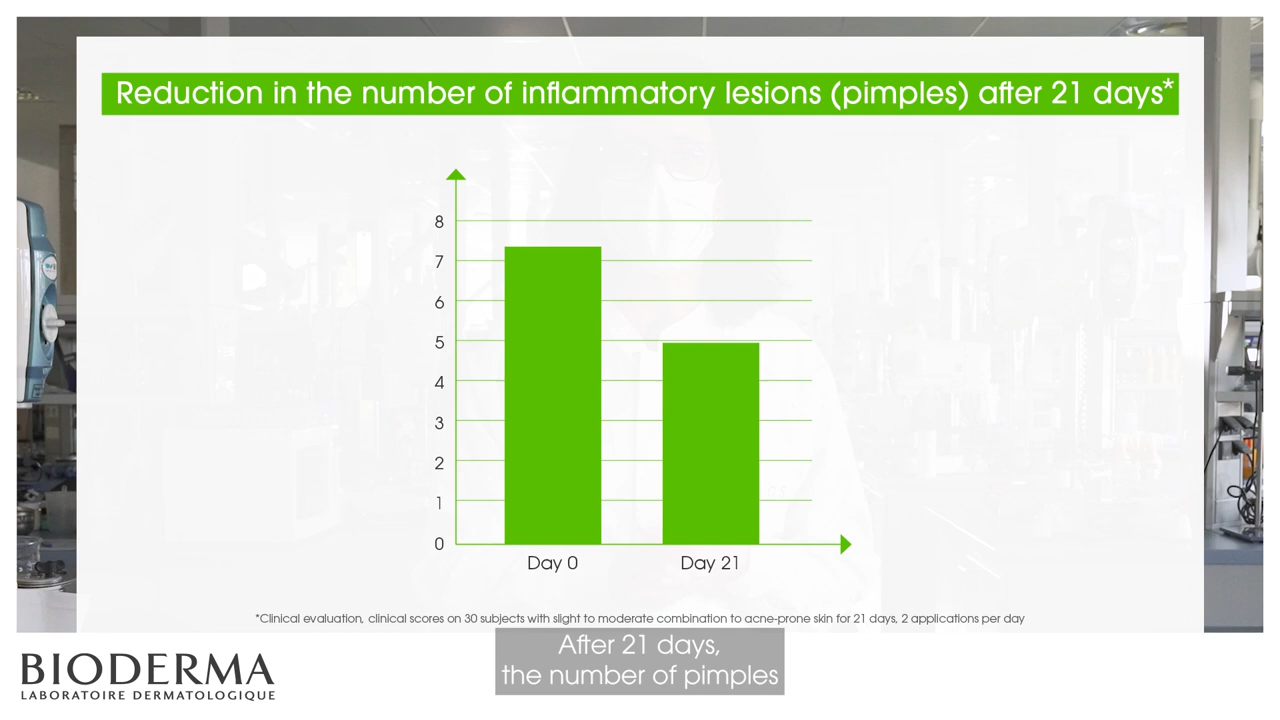 Reduction in the number of inflammatory lesions (pimples) after 21 days*
8
7
6
5
4
3
2
1
0
Day 0
Day 21
*Clinical evaluation, clinical scores on 30 subjects with slight to moderate combination to acne-prone skin for 21 days, 2 applications per day
After 21 days,
the number of pimples
BIODERMA
LABORATOIRE DERMATOLOGIQUE